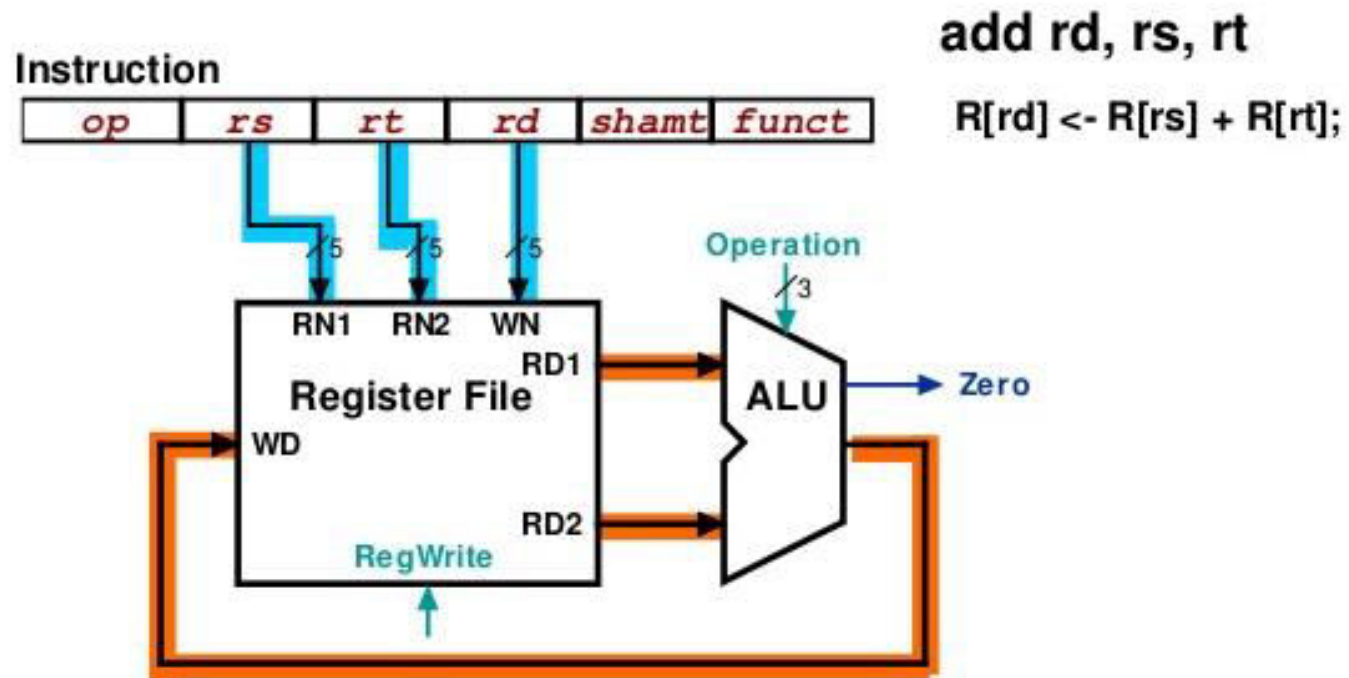 add rd, rs, rt
Instruction
op rs rt rd shamt funct
R[rd] <- R[rs] + R[rt];
5 5 5
Operation
3
RN1 RN2 WN
RD1
Register File
ALU
Zero
WD
RD2
RegWrite